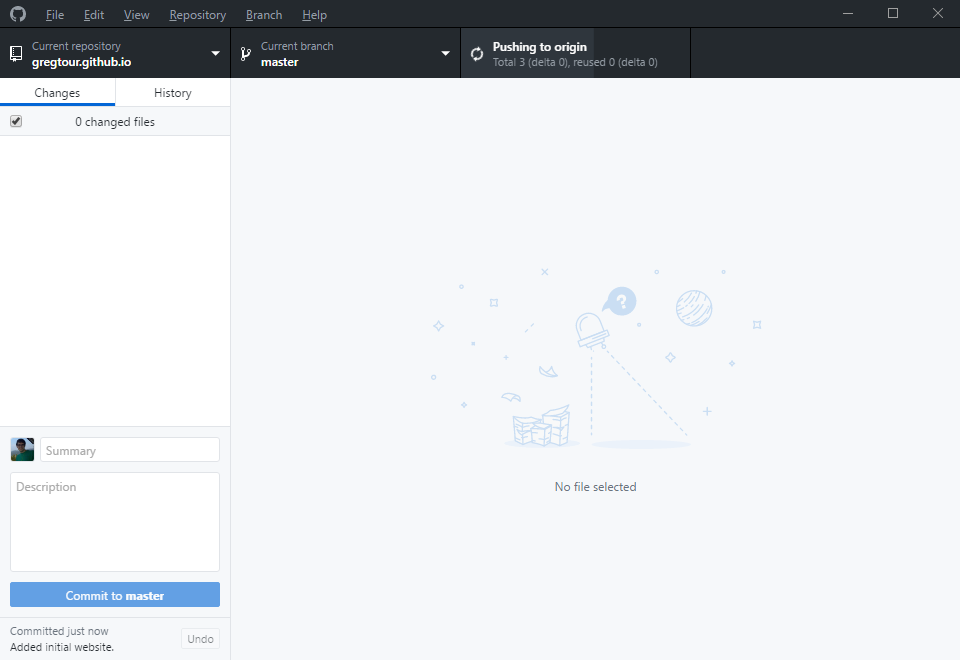 File Edit View Repository Branch Help
Current repository
gregtour.github.io
Current branch
master
Pushing to origin
Total 3 (delta 0), reused 0 (delta 0)
Changes
History
0 changed files
?
No file selected
Summary
Description
Commit to master
Committed just now
Added initial website.
Undo